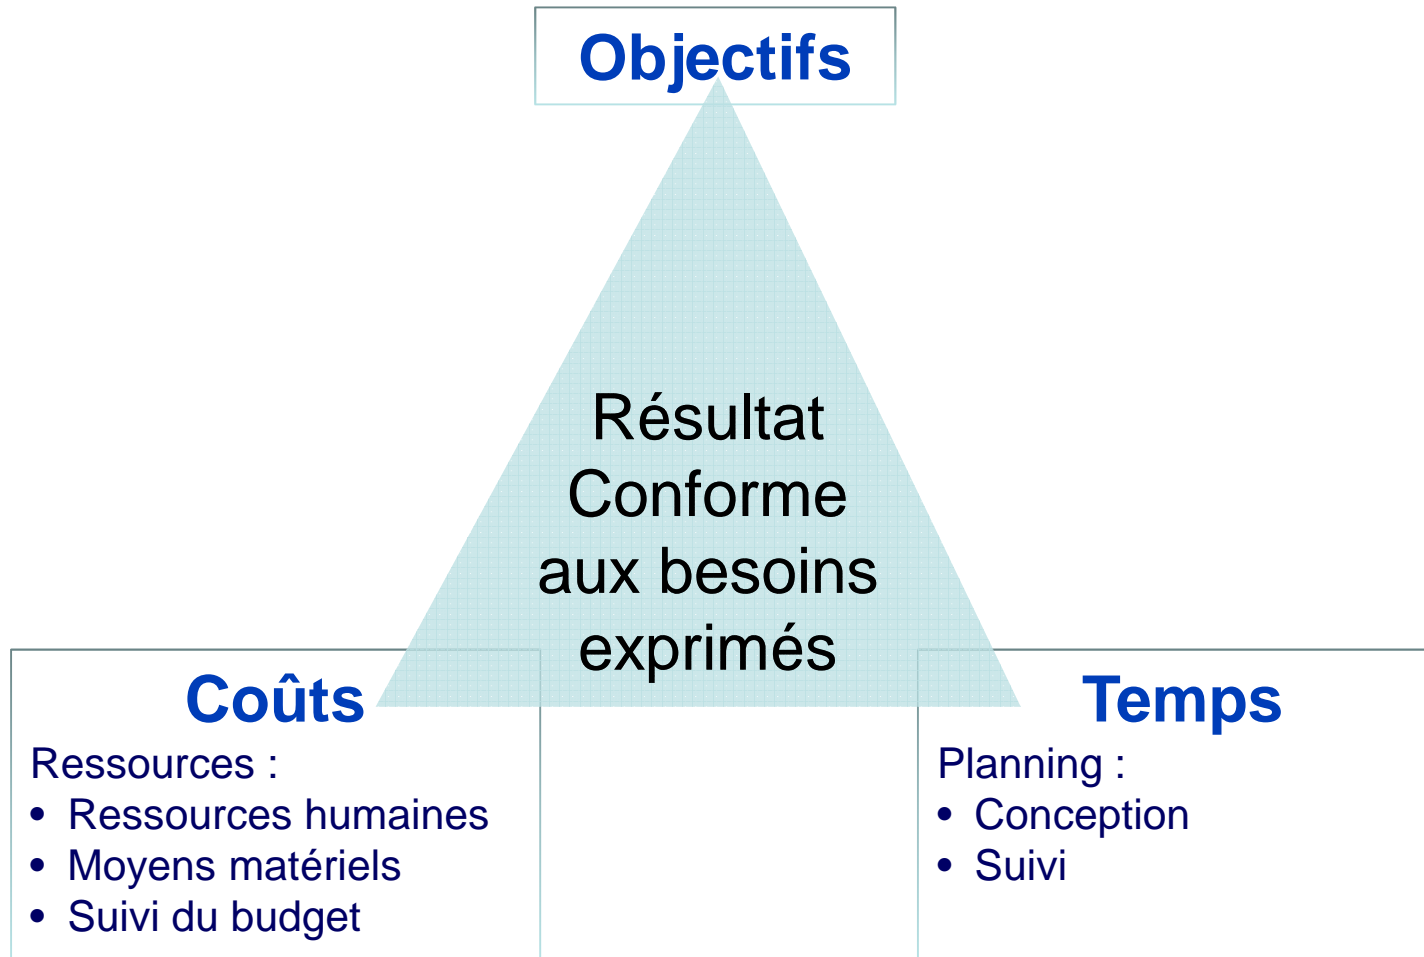 Objectifs
Résultat
Conforme
aux besoins
exprimés
Coûts
Ressources :
• Ressources humaines
• Moyens matériels
• Suivi du budget
Temps
Planning :
• Conception
• Suivi